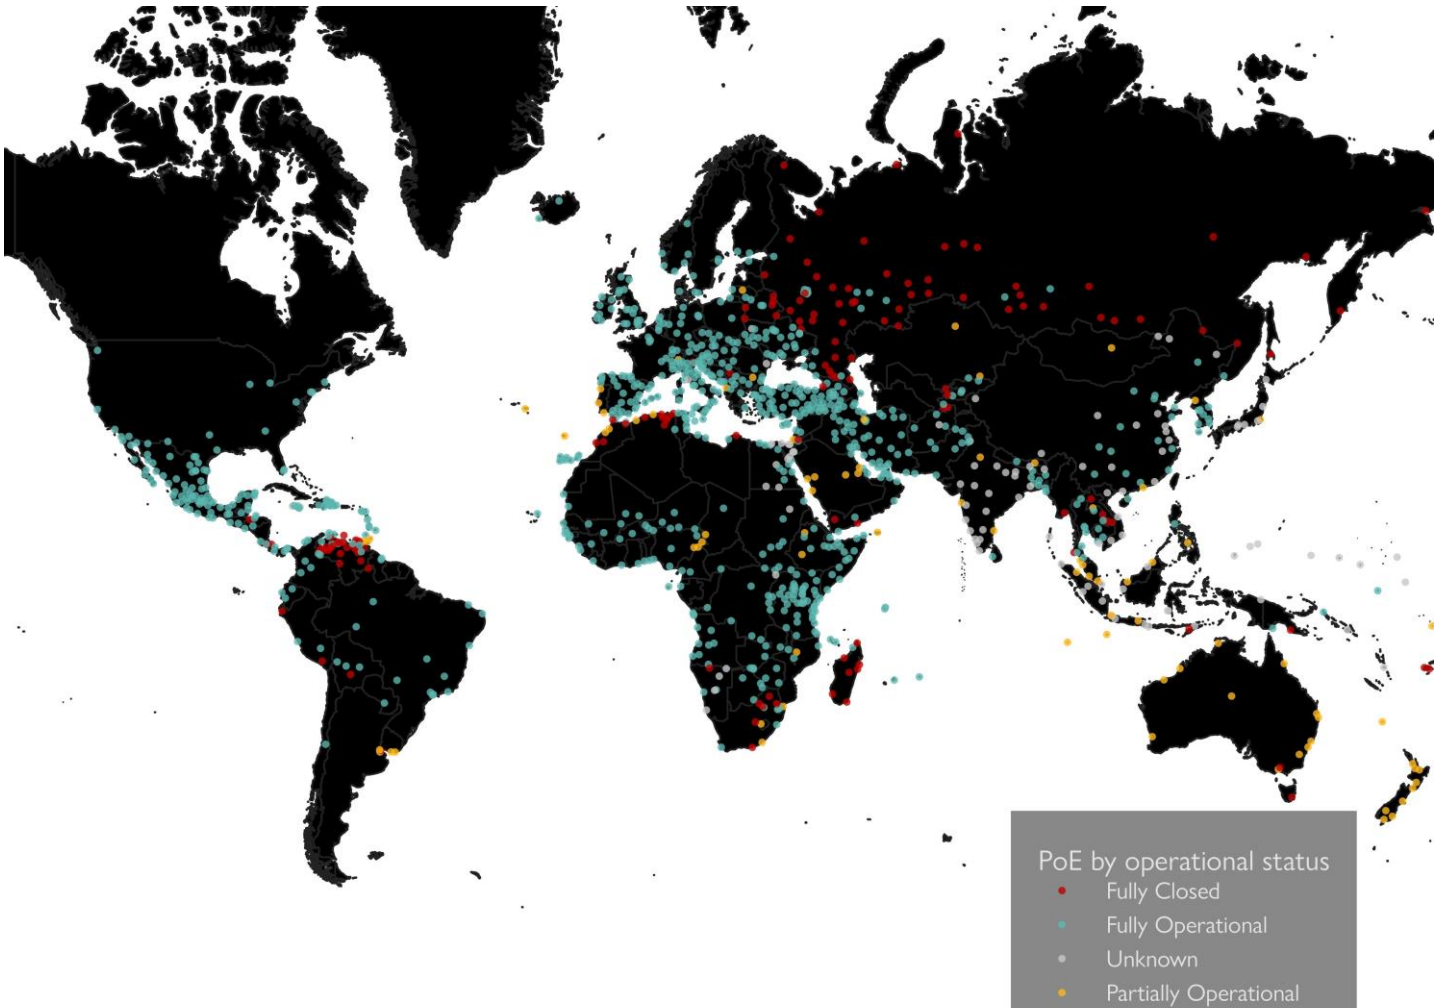 PoE by operational status
Fully Closed
Fully Operational
Unknown
Partially Operational